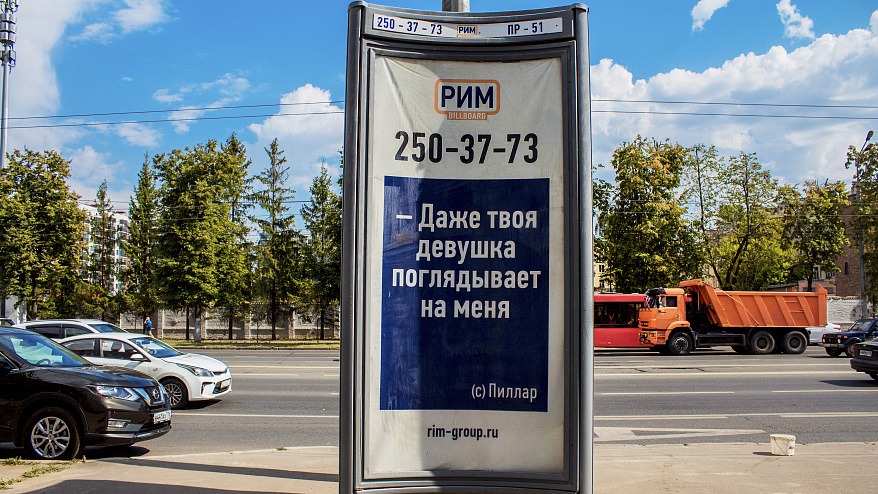 250-37-73 РИМ ПР-51
РИМ
BILLBOARD
250-37-73
— Даже твоя
девушка
поглядывает
на меня
(с) Пиллар
rim-group.ru